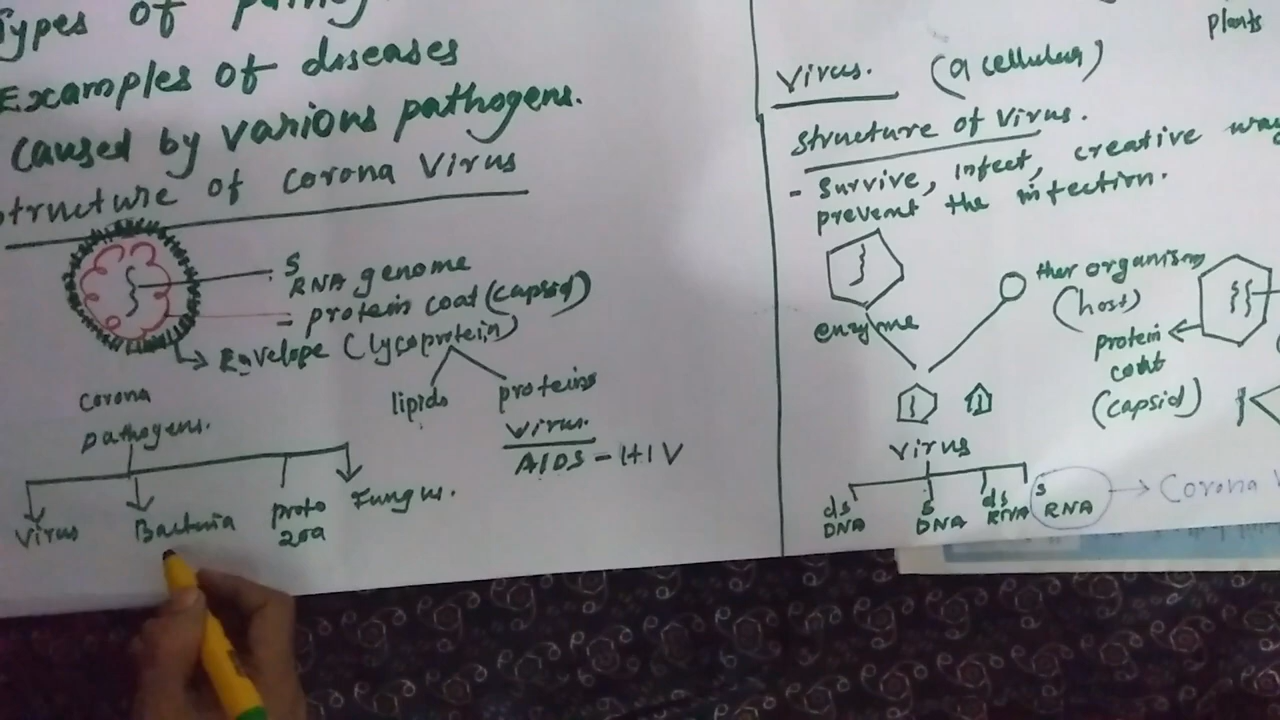 Types of
Examples of diseases
caused by various pathogens.
structure of corona Virus
S
RNA genome
= protein coat (capsid)
Envelope (lycoprotein)
lipids
proteins
corona
pathogens.
Virus
Bacteria
proto
zoa
Fungus.
Virus.
AIDS - HIV
plants
Virus. (a cellular)
structure of Virus.
- Survive, infect, creative way
prevent the infection.
enzyme
ther organism
(host)
protein
coat
(capsid)
Virus
ds
DNA
s
DNA
ds
RNA
s
RNA
Corona V